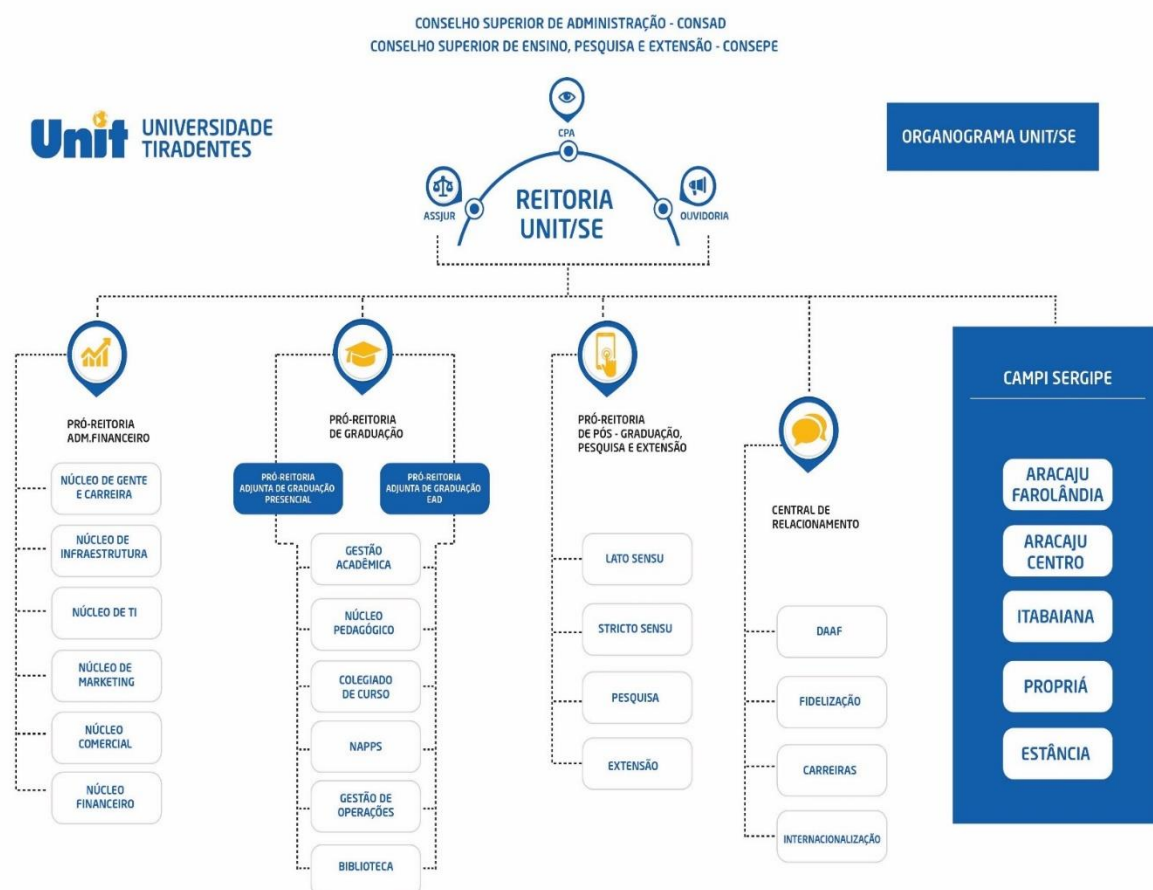 CONSELHO SUPERIOR DE ADMINISTRAÇÃO - CONSAD
CONSELHO SUPERIOR DE ENSINO, PESQUISA E EXTENSÃO - CONSEPE
Unit UNIVERSIDADE
TIRADENTES
ORGANOGRAMA UNIT/SE
CPA
ASSJUR
REITORIA
UNIT/SE
OUVIDORIA
PRÓ-REITORIA
ADM.FINANCEIRO
NÚCLEO DE GENTE
E CARREIRA
NÚCLEO DE
INFRAESTRUTURA
NÚCLEO DE TI
NÚCLEO DE
MARKETING
NÚCLEO
COMERCIAL
NÚCLEO
FINANCEIRO
PRÓ-REITORIA
DE GRADUAÇÃO
PRÓ-REITORIA
ADJUNTA DE GRADUAÇÃO
PRESENCIAL
PRÓ-REITORIA
ADJUNTA DE GRADUAÇÃO
EAD
GESTÃO
ACADÊMICA
NÚCLEO
PEDAGÓGICO
COLEGIADO
DE CURSO
NAPPS
GESTÃO DE
OPERAÇÕES
BIBLIOTECA
PRÓ-REITORIA
DE PÓS - GRADUAÇÃO,
PESQUISA E EXTENSÃO
LATO SENSU
STRICTO SENSU
PESQUISA
EXTENSÃO
CENTRAL DE
RELACIONAMENTO
DAAF
FIDELIZAÇÃO
CARREIRAS
INTERNACIONALIZAÇÃO
CAMPI SERGIPE
ARACAJU
FAROLÂNDIA
ARACAJU
CENTRO
ITABAIANA
PROPRIÁ
ESTÂNCIA